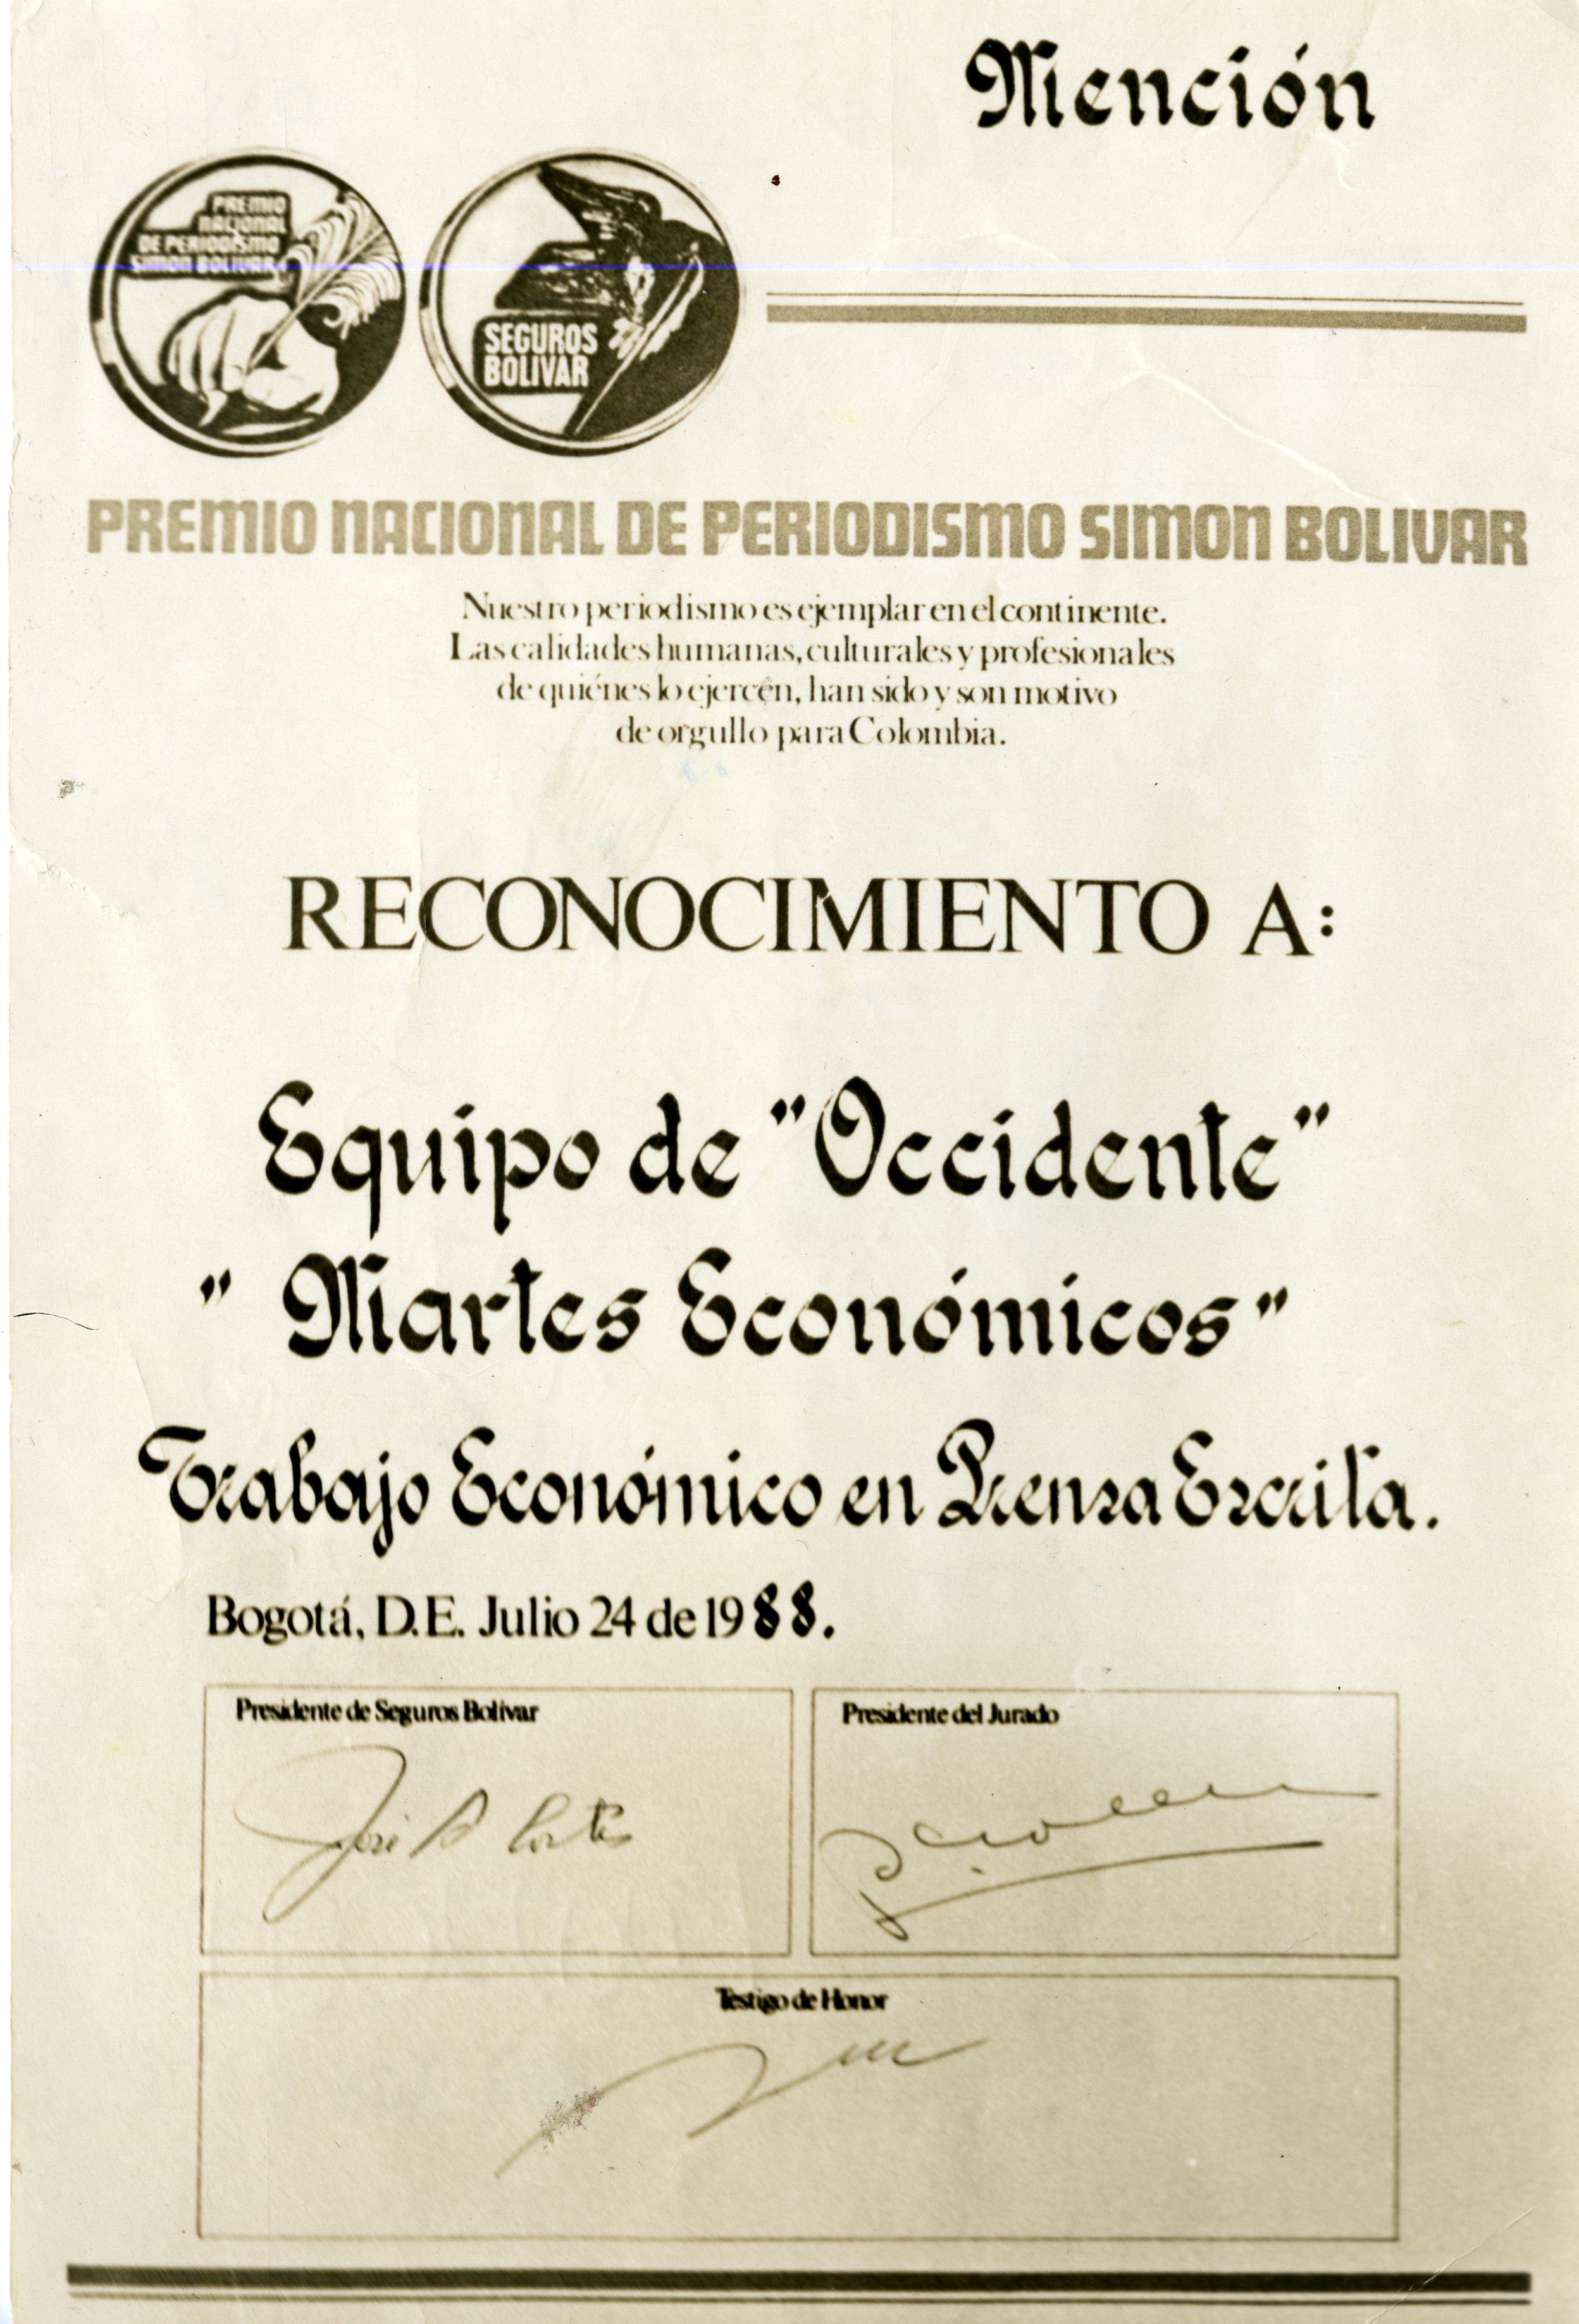 Mención
PREMIO
NACIONAL
DE PERIODISMO
SIMON BOLIVAR
SEGUROS
BOLIVAR
PREMIO NACIONAL DE PERIODISMO SIMON BOLIVAR
Nuestro periodismo es ejemplar en el continente.
Las calidades humanas, culturales y profesionales
de quiénes lo ejercen, han sido y son motivo
de orgullo para Colombia.
RECONOCIMIENTO A:
Equipo de "Occidente"
" Martes Económicos"
Trabajo Económico en Prensa Escrita.
Bogotá, D.E. Julio 24 de 1988.
Presidente de Seguros Bolívar
Presidente del Jurado
José A Cortés
Testigo de Honor